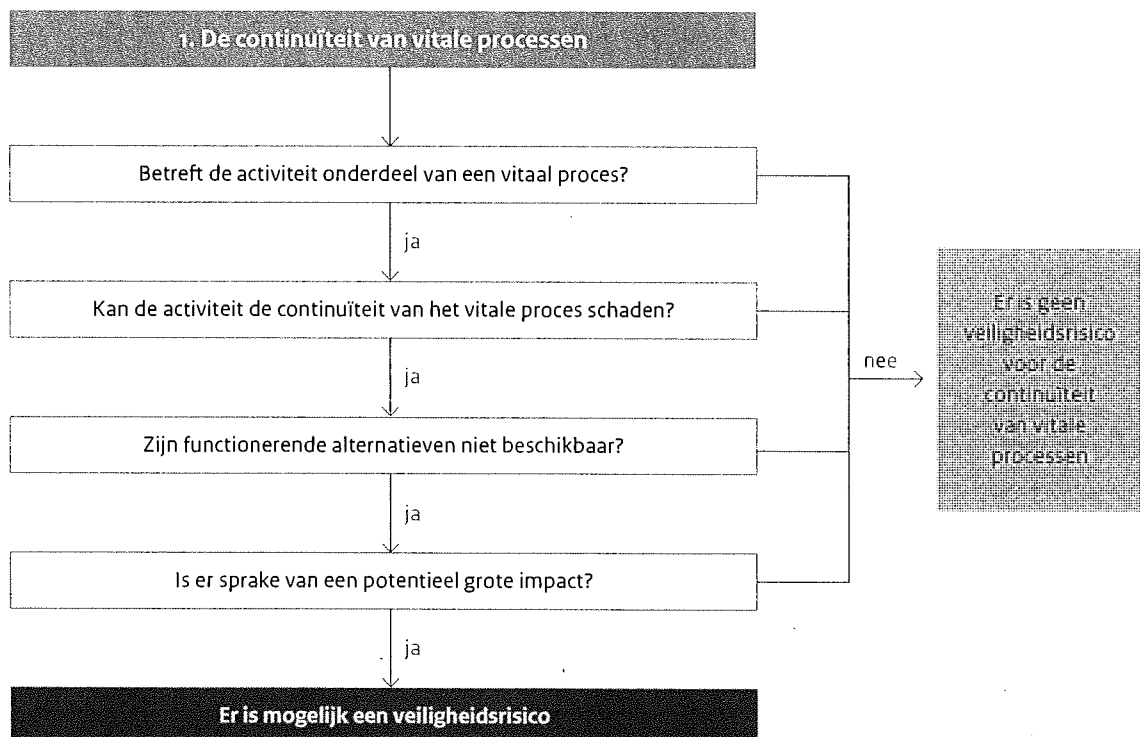 1. De continuïteit van vitale processen
Betreft de activiteit onderdeel van een vitaal proces?
ja
Kan de activiteit de continuïteit van het vitale proces schaden?
ja
Zijn functionerende alternatieven niet beschikbaar?
ja
Is er sprake van een potentieel grote impact?
ja
Er is mogelijk een veiligheidsrisico
nee
Er is geen
veiligheidsrisico
voor de
continuïteit
van vitale
processen